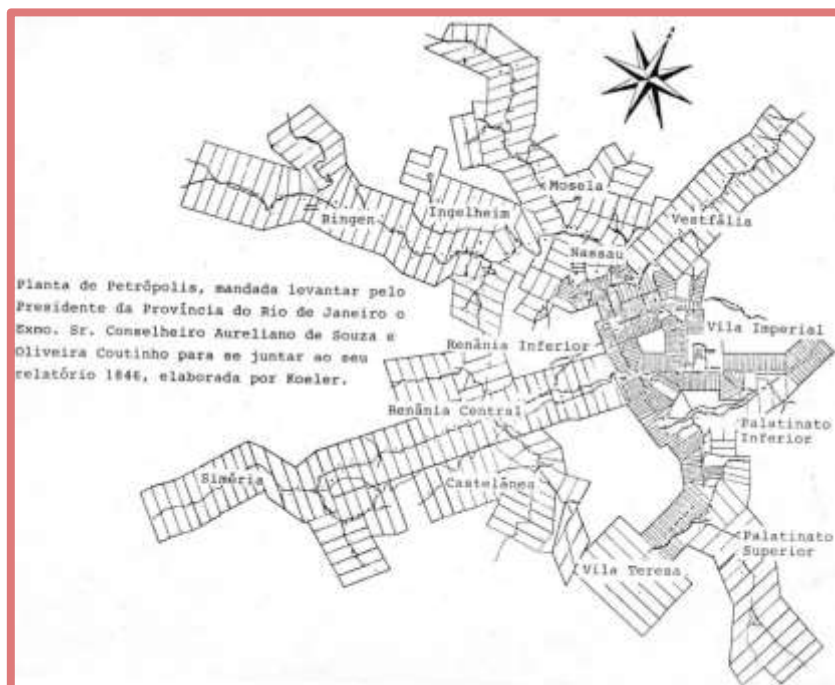 Mosela
Bingen
Ingelheim
Vestfália
Nassau
Planta de Petrópolis, mandada levantar pelo
Presidente da Província do Rio de Janeiro o
Exmo. Sr. Conselheiro Aureliano de Souza e
Oliveira Coutinho para se juntar ao seu
relatório 1846, elaborada por Koeler.
Vila Imperial
Renânia Inferior
Renânia Central
Palatinato
Inferior
Siméria
Castelânea
Palatinato
Superior
Vila Teresa